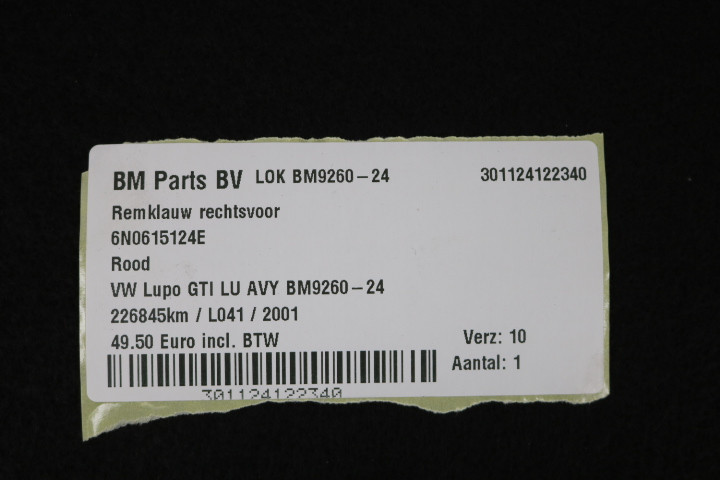 BM Parts BV LOK BM9260-24 301124122340
Remklauw rechtsvoor
6N0615124E
Rood
VW Lupo GTI LU AVY BM9260-24
226845km / L041 / 2001
49.50 Euro incl. BTW Verz: 10
Aantal: 1
301124122340